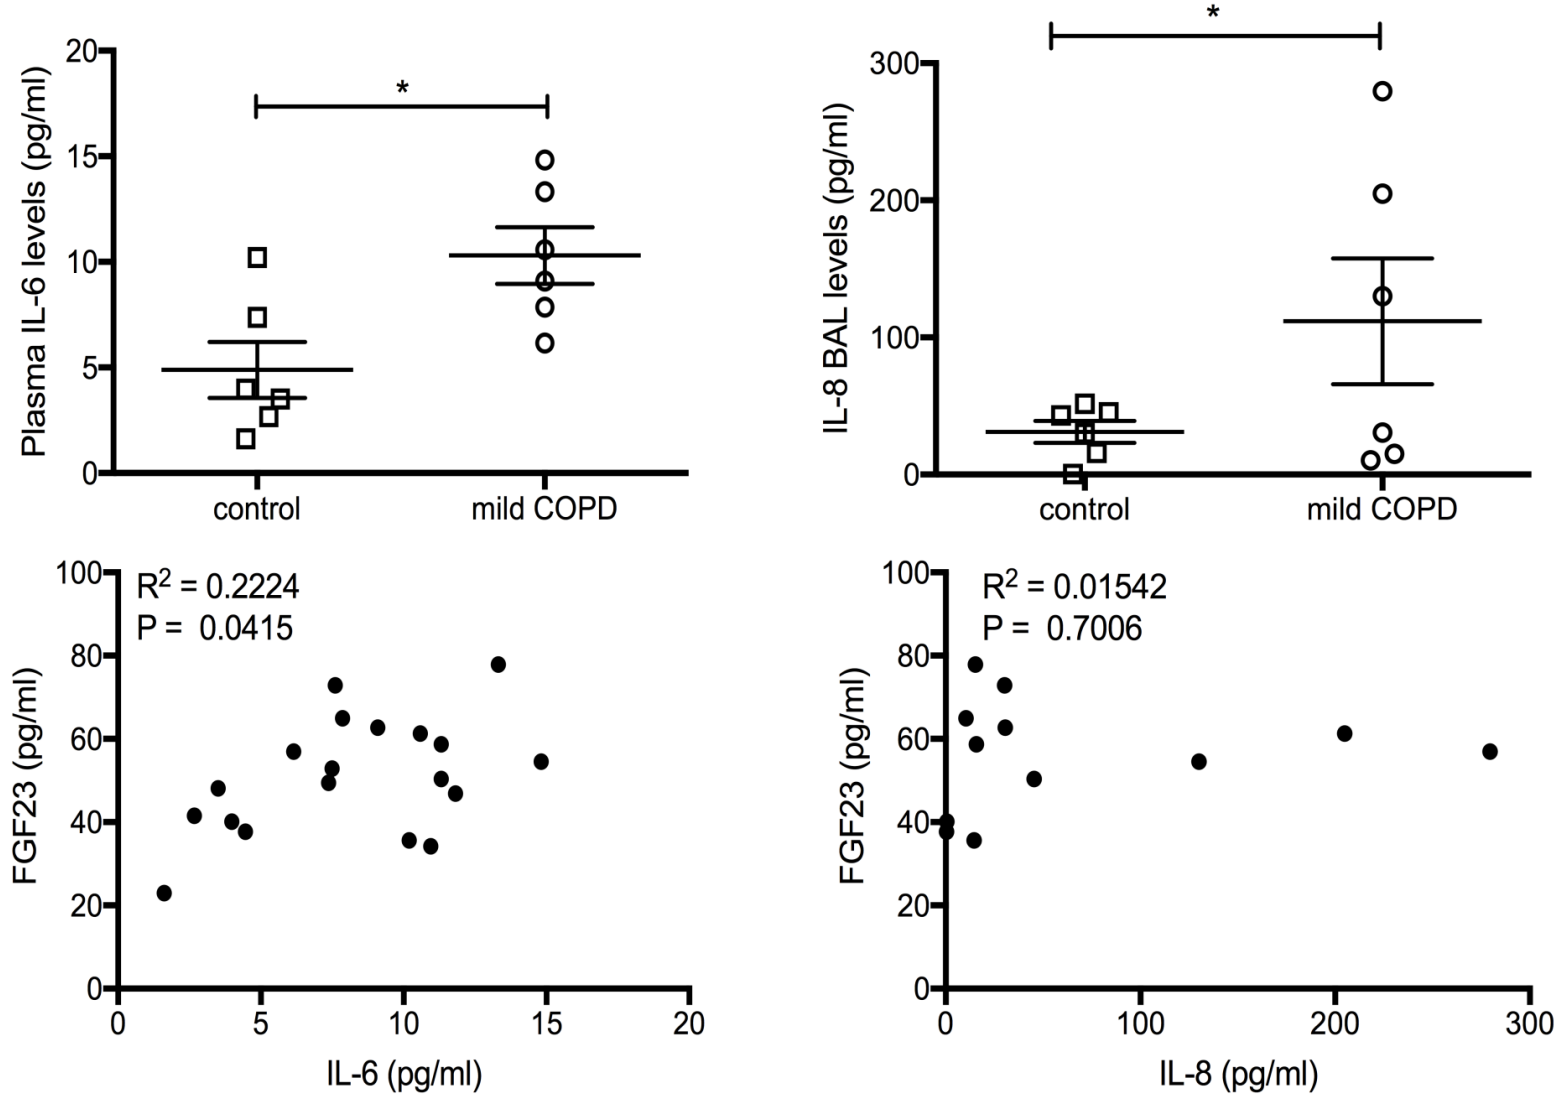 Plasma IL-6 levels (pg/ml)
20
15
10
5
0
*
control
mild COPD
IL-8 BAL levels (pg/ml)
300
200
100
0
*
control
mild COPD
FGF23 (pg/ml)
100
80
60
40
20
0
R² = 0.2224
P = 0.0415
0
5
10
15
20
IL-6 (pg/ml)
FGF23 (pg/ml)
100
80
60
40
20
0
R² = 0.01542
P = 0.7006
0
100
200
300
IL-8 (pg/ml)